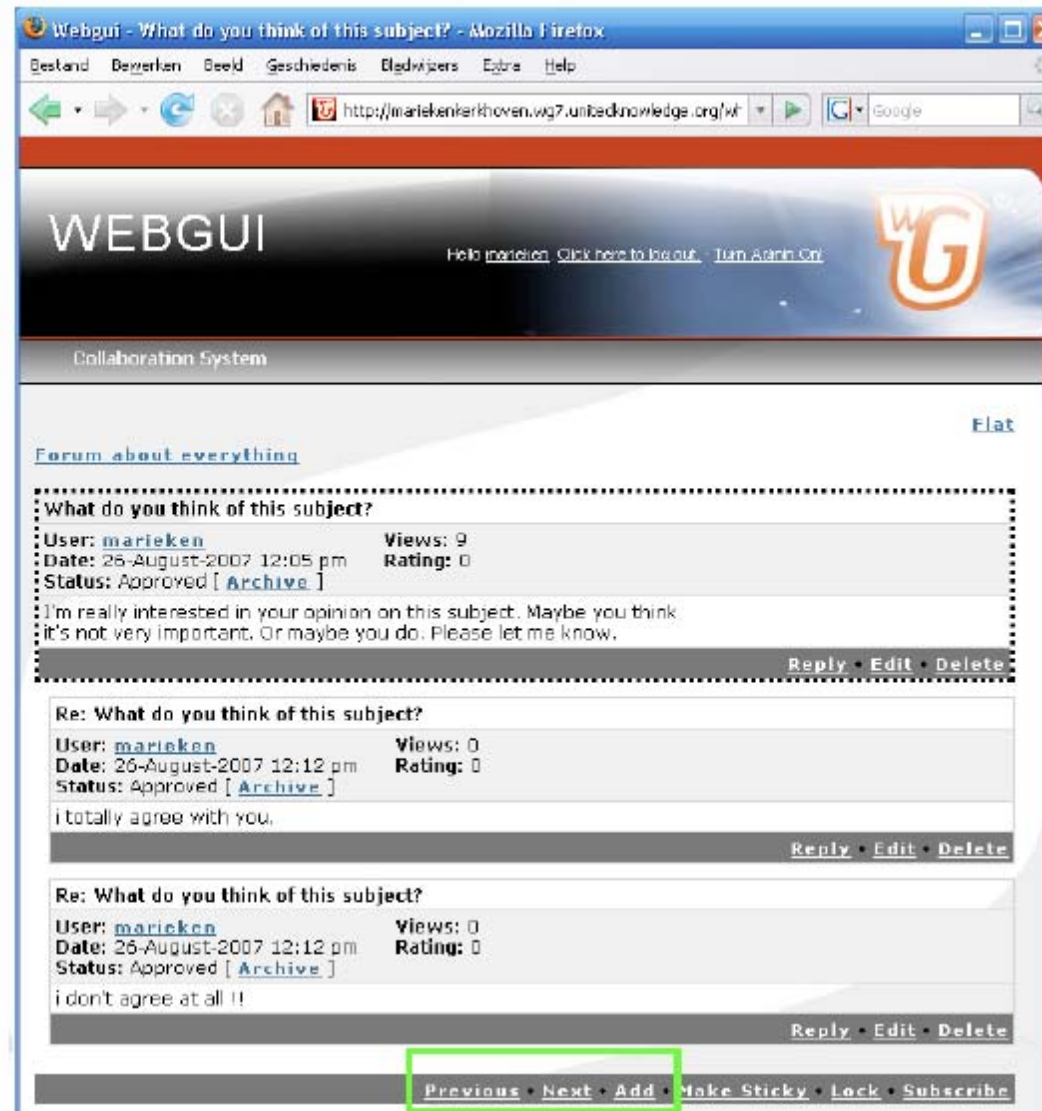 Webgui - What do you think of this subject? - Mozilla Firefox
Bestand Bewerken Beeld Geschiedenis Bladwijzers Extra Help
http://mariekenkerkhoven.wg7.unitedknowledge.org/wh
G Google
WEBGUI
Hello marieken. Click here to log out. - Turn Admin On!
WG
Collaboration System
Flat
Forum about everything
What do you think of this subject?
User: marieken Views: 9
Date: 26-August-2007 12:05 pm Rating: 0
Status: Approved [ Archive ]
I'm really interested in your opinion on this subject. Maybe you think
it's not very important. Or maybe you do. Please let me know.
Reply • Edit • Delete
Re: What do you think of this subject?
User: marieken Views: 0
Date: 26-August-2007 12:12 pm Rating: 0
Status: Approved [ Archive ]
i totally agree with you.
Reply • Edit • Delete
Re: What do you think of this subject?
User: marieken Views: 0
Date: 26-August-2007 12:12 pm Rating: 0
Status: Approved [ Archive ]
i don't agree at all !!
Reply • Edit • Delete
Previous • Next • Add • Make Sticky • Lock • Subscribe